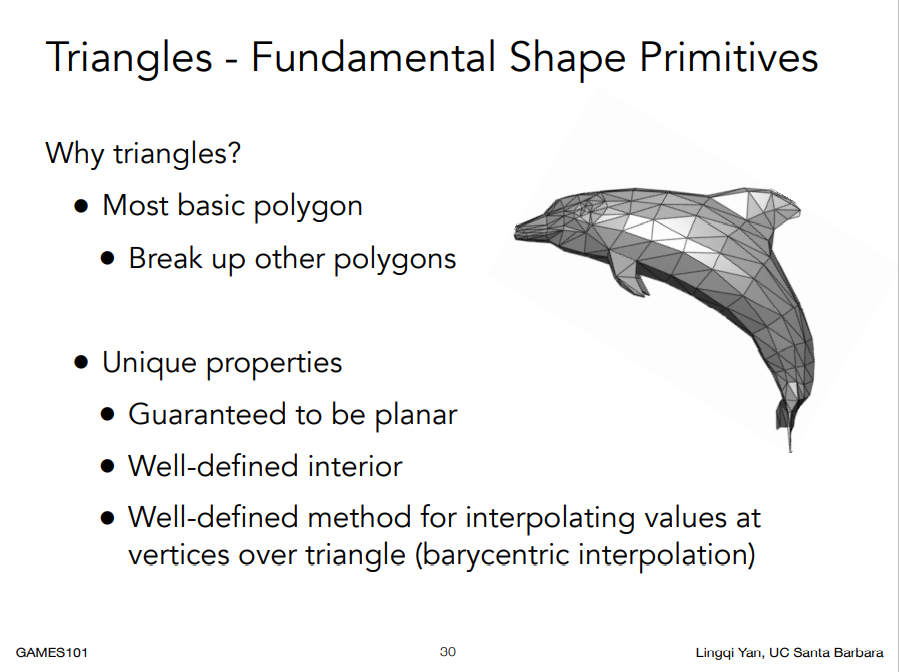 Triangles - Fundamental Shape Primitives
Why triangles?
• Most basic polygon
• Break up other polygons
• Unique properties
• Guaranteed to be planar
• Well-defined interior
• Well-defined method for interpolating values at
vertices over triangle (barycentric interpolation)
GAMES101
30
Lingqi Yan, UC Santa Barbara